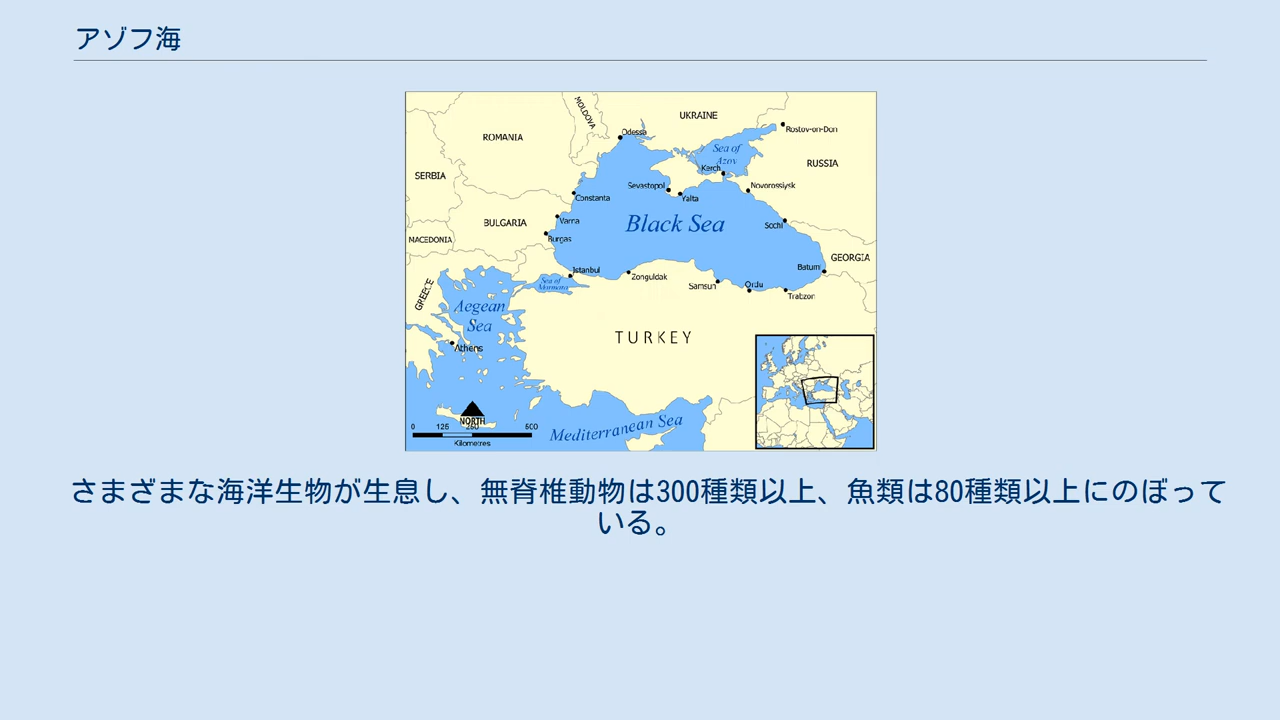 アゾフ海
MOLDOVA
UKRAINE
Rostov-on-Don
Odessa
ROMANIA
Sea of
Azov
RUSSIA
Kerch
SERBIA
Sevastopol
Yalta
Novorossiysk
Constanta
Varna
BULGARIA
Black Sea
Sochi
Burgas
MACEDONIA
GEORGIA
Batum
Istanbul
Zonguldak
Sea of
Marmara
Samsun
Ordu
Trabzon
GREECE
Aegean
Sea
TURKEY
Athens
NORTH
0 125 250 500
Kilometres
Mediterranean Sea
さまざまな海洋生物が生息し、無脊椎動物は300種類以上、魚類は80種類以上にのぼって
いる。